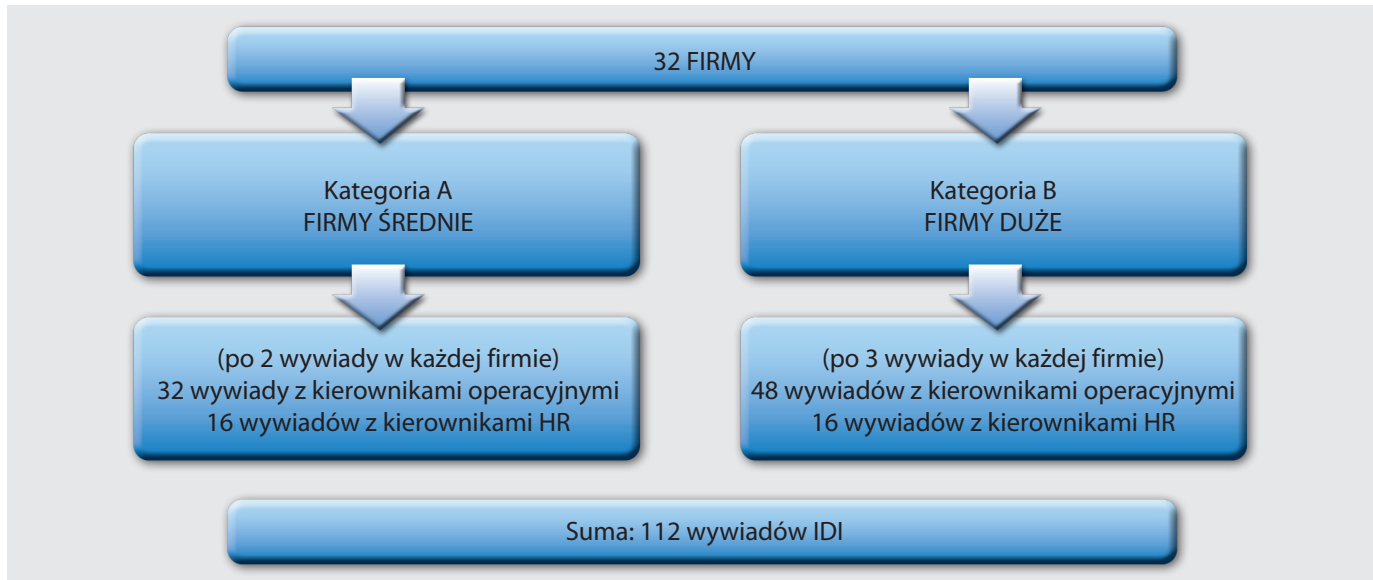 32 FIRMY
Kategoria A
FIRMY ŚREDNIE
Kategoria B
FIRMY DUŻE
(po 2 wywiady w każdej firmie)
32 wywiady z kierownikami operacyjnymi
16 wywiadów z kierownikami HR
(po 3 wywiady w każdej firmie)
48 wywiadów z kierownikami operacyjnymi
16 wywiadów z kierownikami HR
Suma: 112 wywiadów IDI